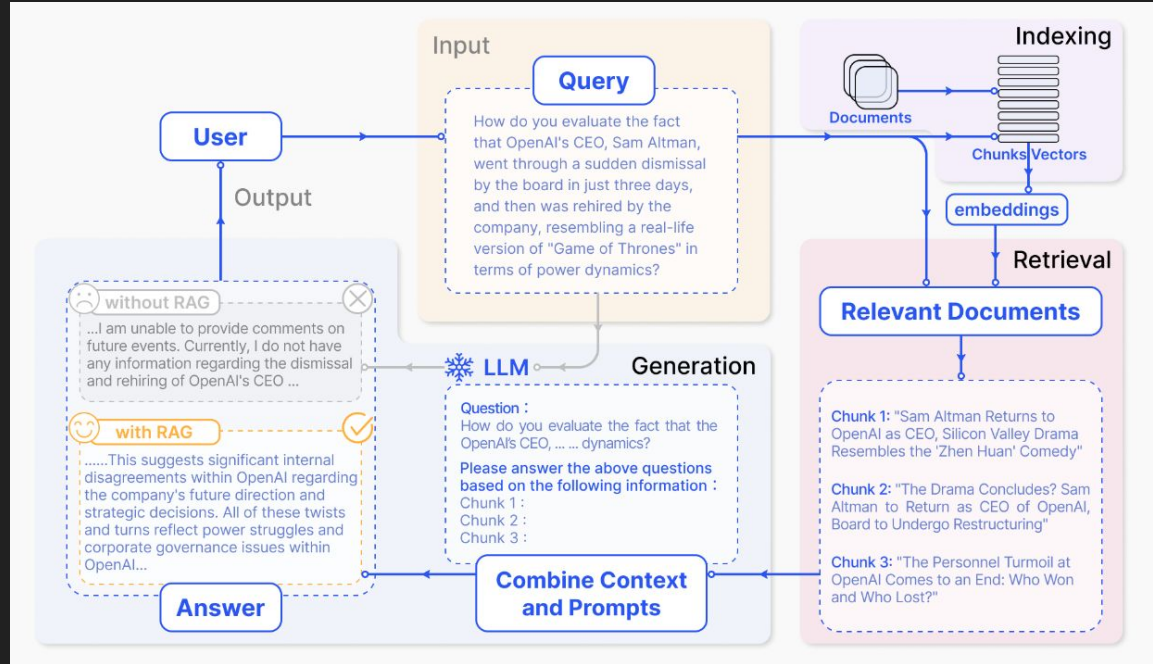 Input
Query
How do you evaluate the fact
that OpenAI's CEO, Sam Altman,
went through a sudden dismissal
by the board in just three days,
and then was rehired by the
company, resembling a real-life
version of "Game of Thrones" in
terms of power dynamics?
Indexing
Documents
Chunks Vectors
embeddings
User
Output
Retrieval
Relevant Documents
Chunk 1: "Sam Altman Returns to
OpenAI as CEO, Silicon Valley Drama
Resembles the 'Zhen Huan' Comedy"
Chunk 2: "The Drama Concludes? Sam
Altman to Return as CEO of OpenAI,
Board to Undergo Restructuring"
Chunk 3: "The Personnel Turmoil at
OpenAI Comes to an End: Who Won
and Who Lost?"
Generation
LLM
Question :
How do you evaluate the fact that the
OpenAI's CEO, ... ... dynamics?
Please answer the above questions
based on the following information :
Chunk 1 :
Chunk 2 :
Chunk 3 :
Combine Context
and Prompts
without RAG
...I am unable to provide comments on
future events. Currently, I do not have
any information regarding the dismissal
and rehiring of OpenAI's CEO ...
with RAG
......This suggests significant internal
disagreements within OpenAI regarding
the company's future direction and
strategic decisions. All of these twists
and turns reflect power struggles and
corporate governance issues within
OpenAI...
Answer